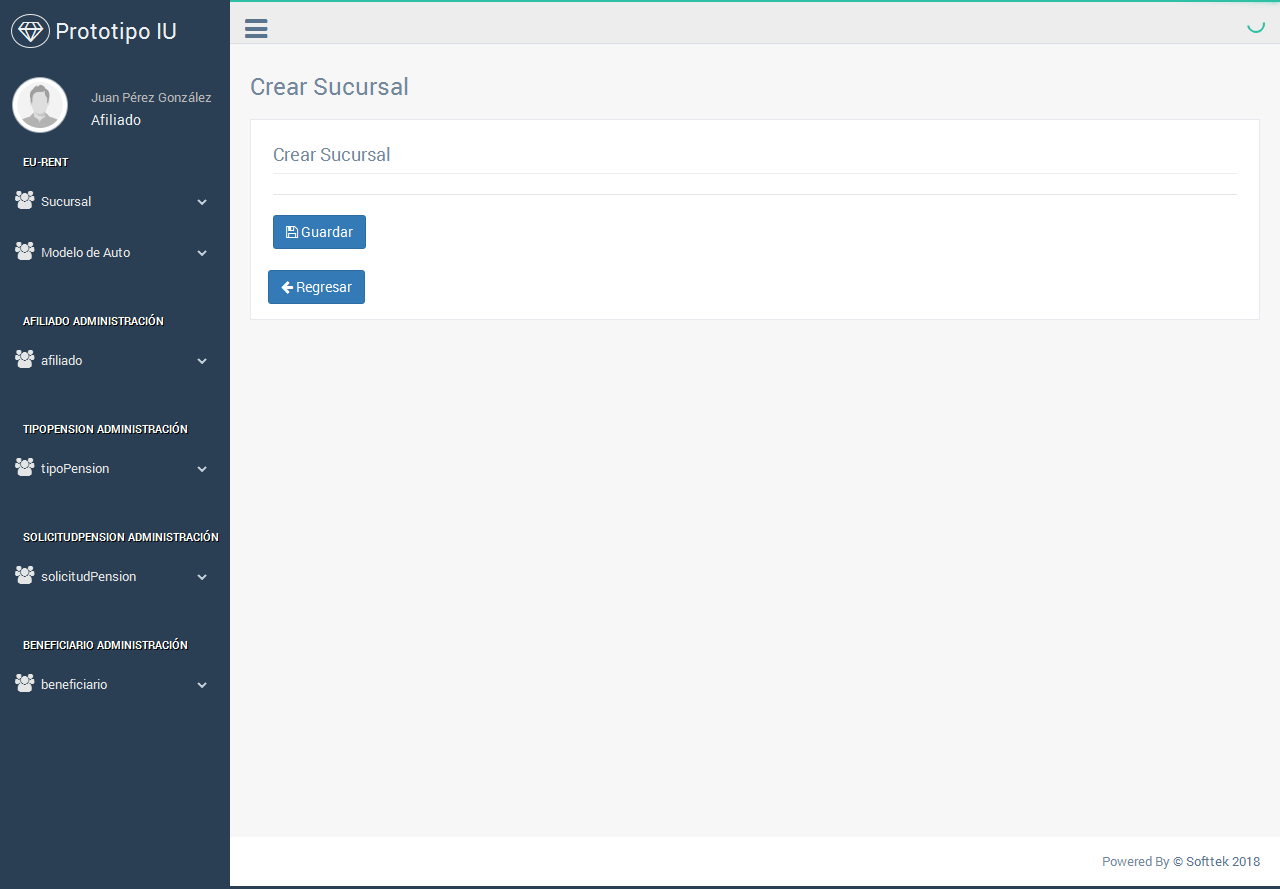 Prototipo IU
Juan Pérez González
Afiliado
EU-RENT
Sucursal
Modelo de Auto
AFILIADO ADMINISTRACIÓN
afiliado
TIPOPENSION ADMINISTRACIÓN
tipoPension
SOLICITUDPENSION ADMINISTRACIÓN
solicitudPension
BENEFICIARIO ADMINISTRACIÓN
beneficiario
Crear Sucursal
Crear Sucursal
Guardar
Regresar
Powered By © Softtek 2018